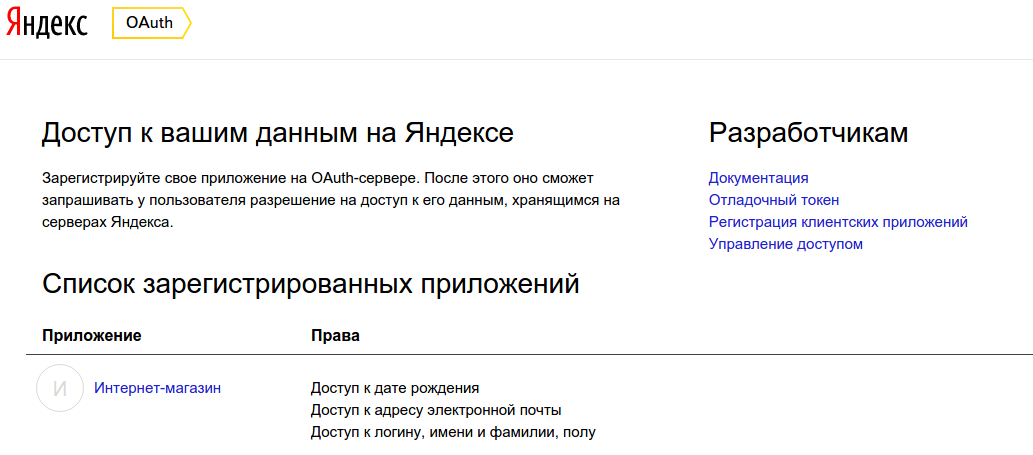 Яндекс OAuth
Доступ к вашим данным на Яндексе
Зарегистрируйте свое приложение на OAuth-сервере. После этого оно сможет
запрашивать у пользователя разрешение на доступ к его данным, хранящимся на
серверах Яндекса.
Разработчикам
Документация
Отладочный токен
Регистрация клиентских приложений
Управление доступом
Список зарегистрированных приложений
Приложение Права
И Интернет-магазин Доступ к дате рождения
Доступ к адресу электронной почты
Доступ к логину, имени и фамилии, полу